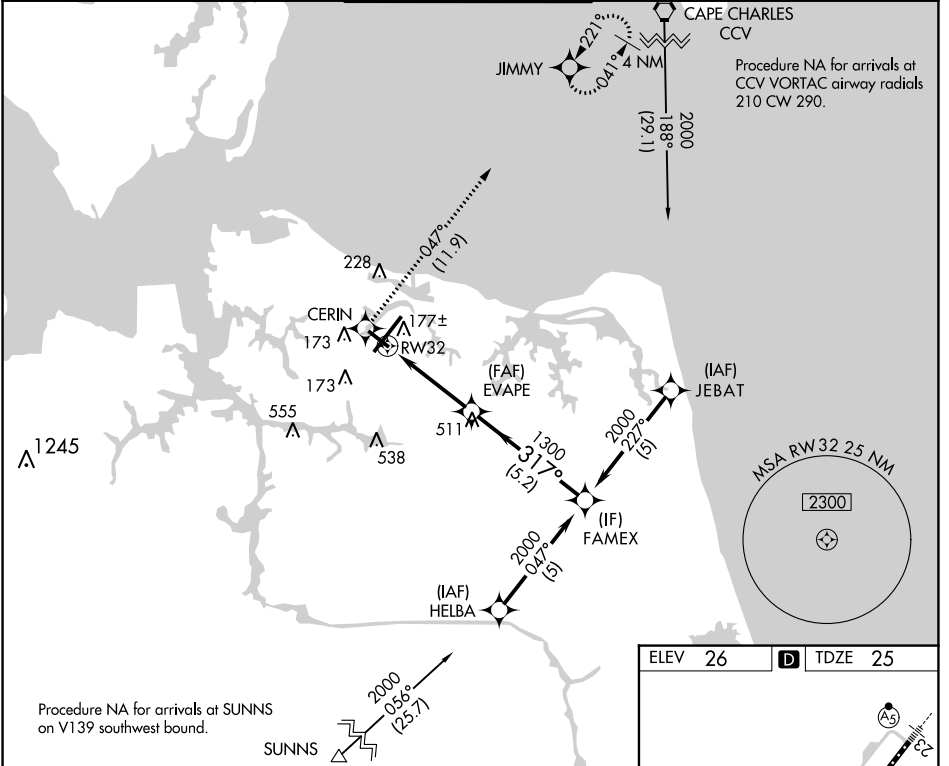 CAPE CHARLES
CCV
221°
041°
4 NM
JIMMY
Procedure NA for arrivals at
CCV VORTAC airway radials
210 CW 290.
2000
188°
(29.1)
047°
(11.9)
228
CERIN
177±
173
RW32
173
(FAF)
EVAPE
(IAF)
JEBAT
555
511
538
1245
1300
317°
(5.2)
2000
227°
(5)
MSA RW32 25 NM
2300
(IF)
FAMEX
2000
047°
(5)
(IAF)
HELBA
ELEV 26
D
TDZE 25
2000
056°
(25.7)
Procedure NA for arrivals at SUNNS
on V139 southwest bound.
SUNNS
A5
23